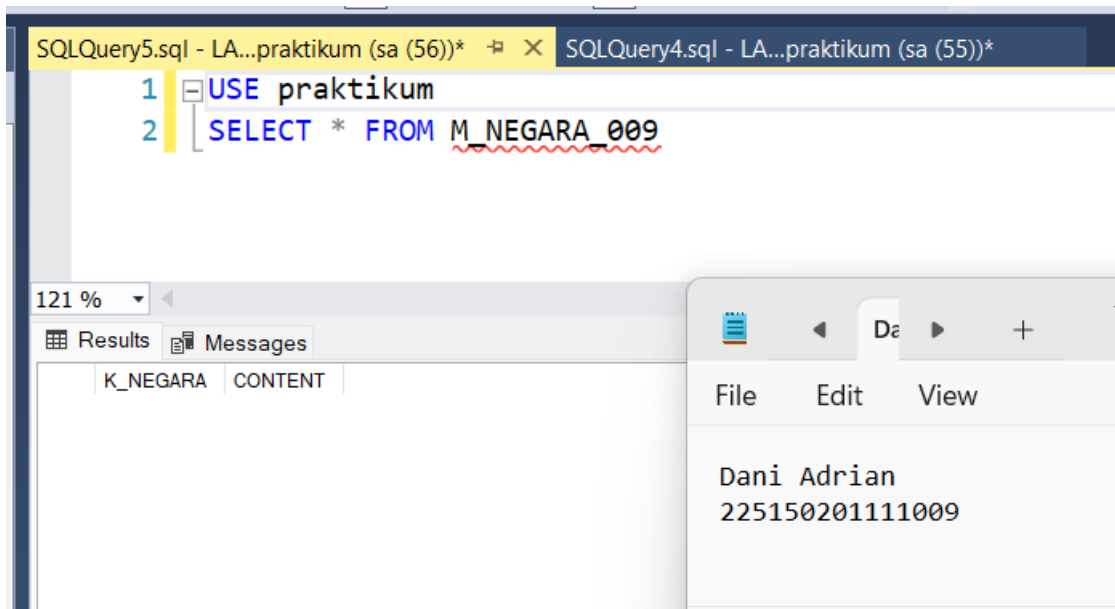 SQLQuery5.sql - LA...praktikum (sa (56))*
SQLQuery4.sql - LA...praktikum (sa (55))*
1 USE praktikum
2 SELECT * FROM M_NEGARA_009
121 %
Results Messages
K_NEGARA CONTENT
Da
File Edit View
Dani Adrian
225150201111009